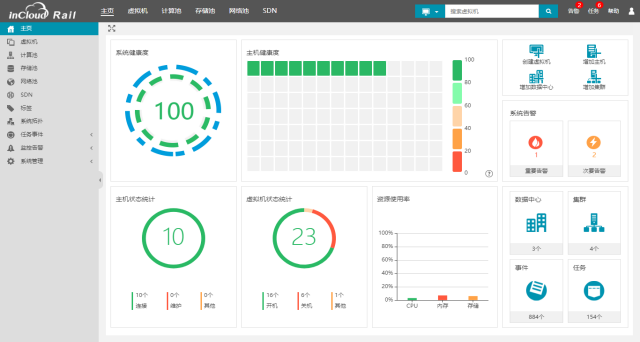 inCloud Rail
主页 虚拟机 计算池 存储池 网络池 SDN
搜索虚拟机
告警 2 任务 6 帮助
主页
虚拟机
计算池
存储池
网络池
SDN
标签
系统拓扑
任务事件
监控告警
系统管理
系统健康度
100
主机健康度
100
80
60
40
20
0
创建虚拟机 增加主机
增加数据中心 增加集群
系统告警
1 2
重要告警 次要告警
主机状态统计
10
10个 0个 0个
连接 维护 其他
虚拟机状态统计
23
16个 6个 1个
开机 关机 其他
资源使用率
100%
80%
60%
40%
20%
0%
CPU 内存 存储
数据中心 集群
3个 4个
事件 任务
884个 154个